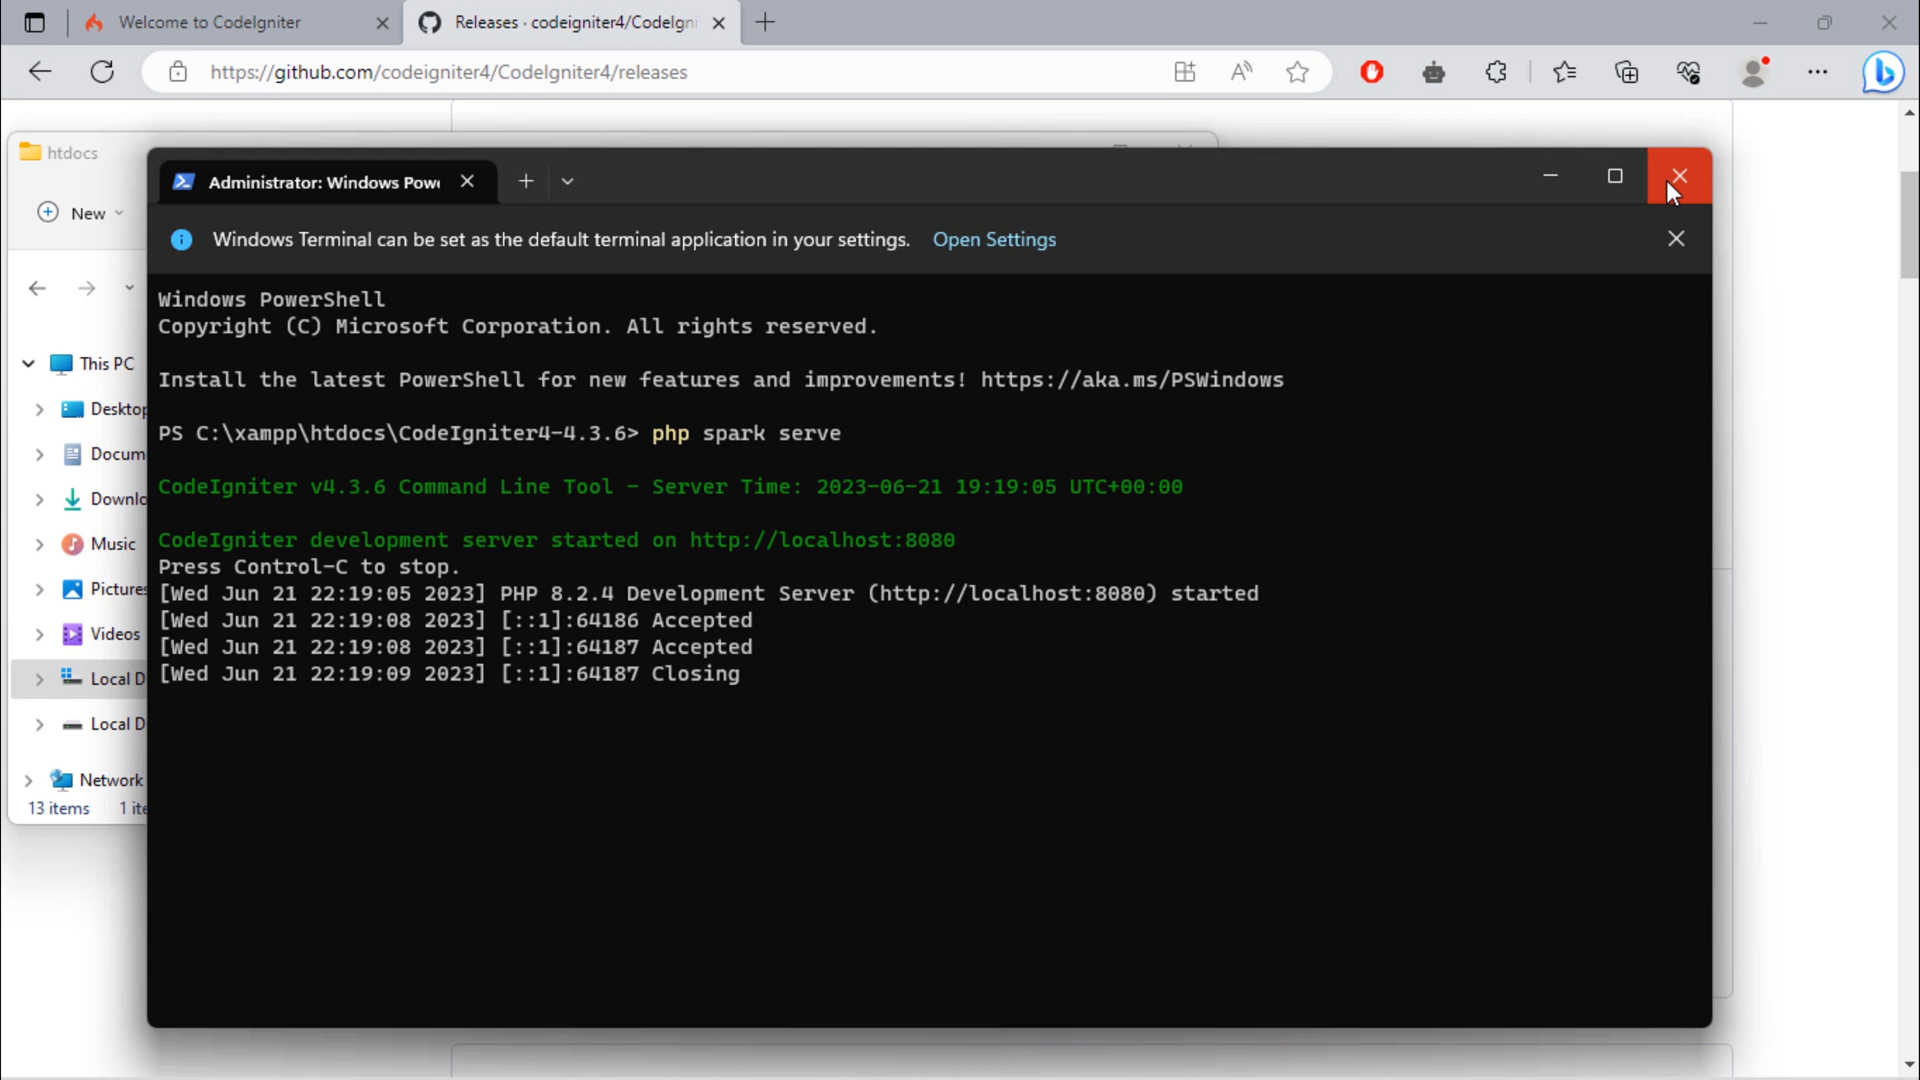 Welcome to CodeIgniter
Releases · codeigniter4/CodeIgni
https://github.com/codeigniter4/CodeIgniter4/releases
htdocs
New
This PC
Desktop
Docum
Downlo
Music
Pictures
Videos
Local D
Local D
Network
13 items 1 ite
Administrator: Windows Powe
Windows Terminal can be set as the default terminal application in your settings. Open Settings
Windows PowerShell
Copyright (C) Microsoft Corporation. All rights reserved.
Install the latest PowerShell for new features and improvements! https://aka.ms/PSWindows
PS C:\xampp\htdocs\CodeIgniter4-4.3.6> php spark serve
CodeIgniter v4.3.6 Command Line Tool - Server Time: 2023-06-21 19:19:05 UTC+00:00
CodeIgniter development server started on http://localhost:8080
Press Control-C to stop.
[Wed Jun 21 22:19:05 2023] PHP 8.2.4 Development Server (http://localhost:8080) started
[Wed Jun 21 22:19:08 2023] [::1]:64186 Accepted
[Wed Jun 21 22:19:08 2023] [::1]:64187 Accepted
[Wed Jun 21 22:19:09 2023] [::1]:64187 Closing